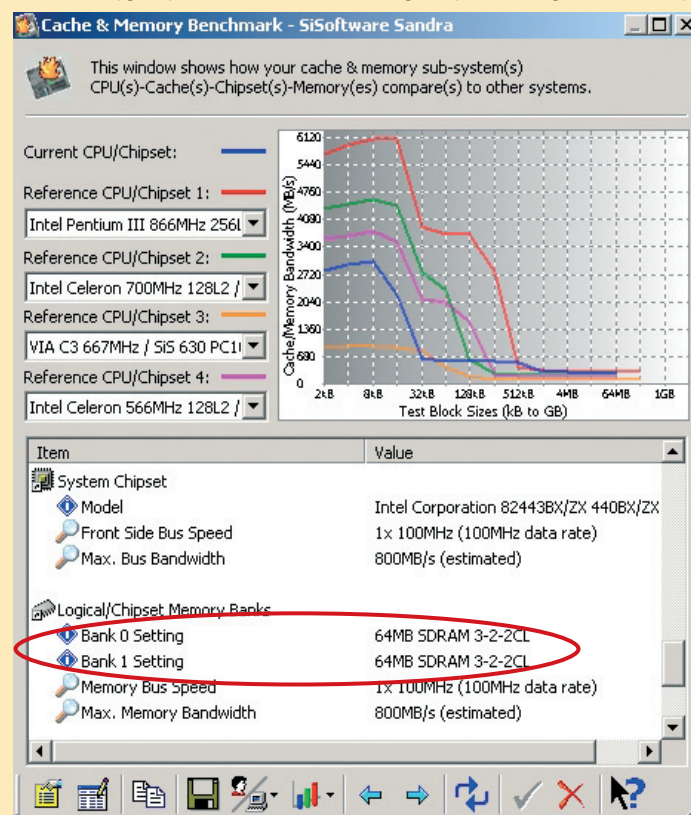 Cache & Memory Benchmark - SiSoftware Sandra
This window shows how your cache & memory sub-system(s)
CPU(s)-Cache(s)-Chipset(s)-Memory(es) compare(s) to other systems.
Current CPU/Chipset:
Reference CPU/Chipset 1:
Intel Pentium III 866MHz 256L
Reference CPU/Chipset 2:
Intel Celeron 700MHz 128L2 /
Reference CPU/Chipset 3:
VIA C3 667MHz / SiS 630 PC1
Reference CPU/Chipset 4:
Intel Celeron 566MHz 128L2 /
Cache/Memory Bandwidth (MB/s)
6120
5440
4760
4080
3400
2720
2040
1360
680
0
2kB 8kB 32kB 128kB 512kB 4MB 64MB 1GB
Test Block Sizes (kB to GB)
Item Value
System Chipset
Model Intel Corporation 82443BX/ZX 440BX/ZX
Front Side Bus Speed 1x 100MHz (100MHz data rate)
Max. Bus Bandwidth 800MB/s (estimated)
Logical/Chipset Memory Banks
Bank 0 Setting 64MB SDRAM 3-2-2CL
Bank 1 Setting 64MB SDRAM 3-2-2CL
Memory Bus Speed 1x 100MHz (100MHz data rate)
Max. Memory Bandwidth 800MB/s (estimated)